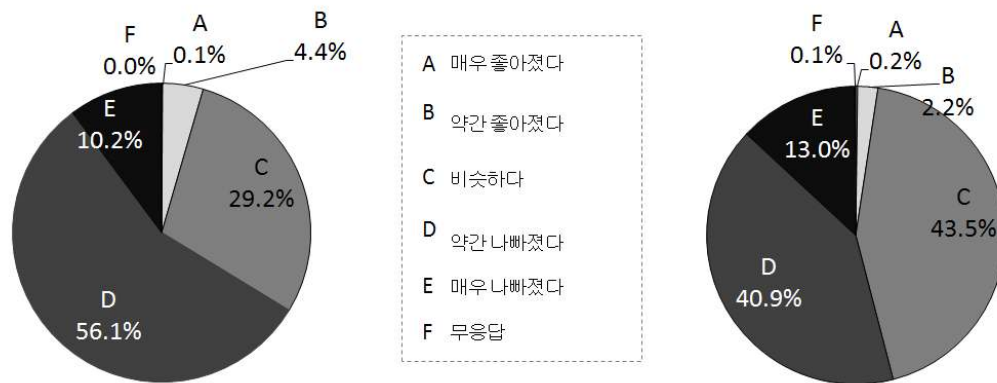 F
0.0%
A
0.1%
B
4.4%
E
10.2%
C
29.2%
D
56.1%
A 매우 좋아졌다
B 약간 좋아졌다
C 비슷하다
D 약간 나빠졌다
E 매우 나빠졌다
F 무응답
F
0.1%
A
0.2%
B
2.2%
E
13.0%
C
43.5%
D
40.9%